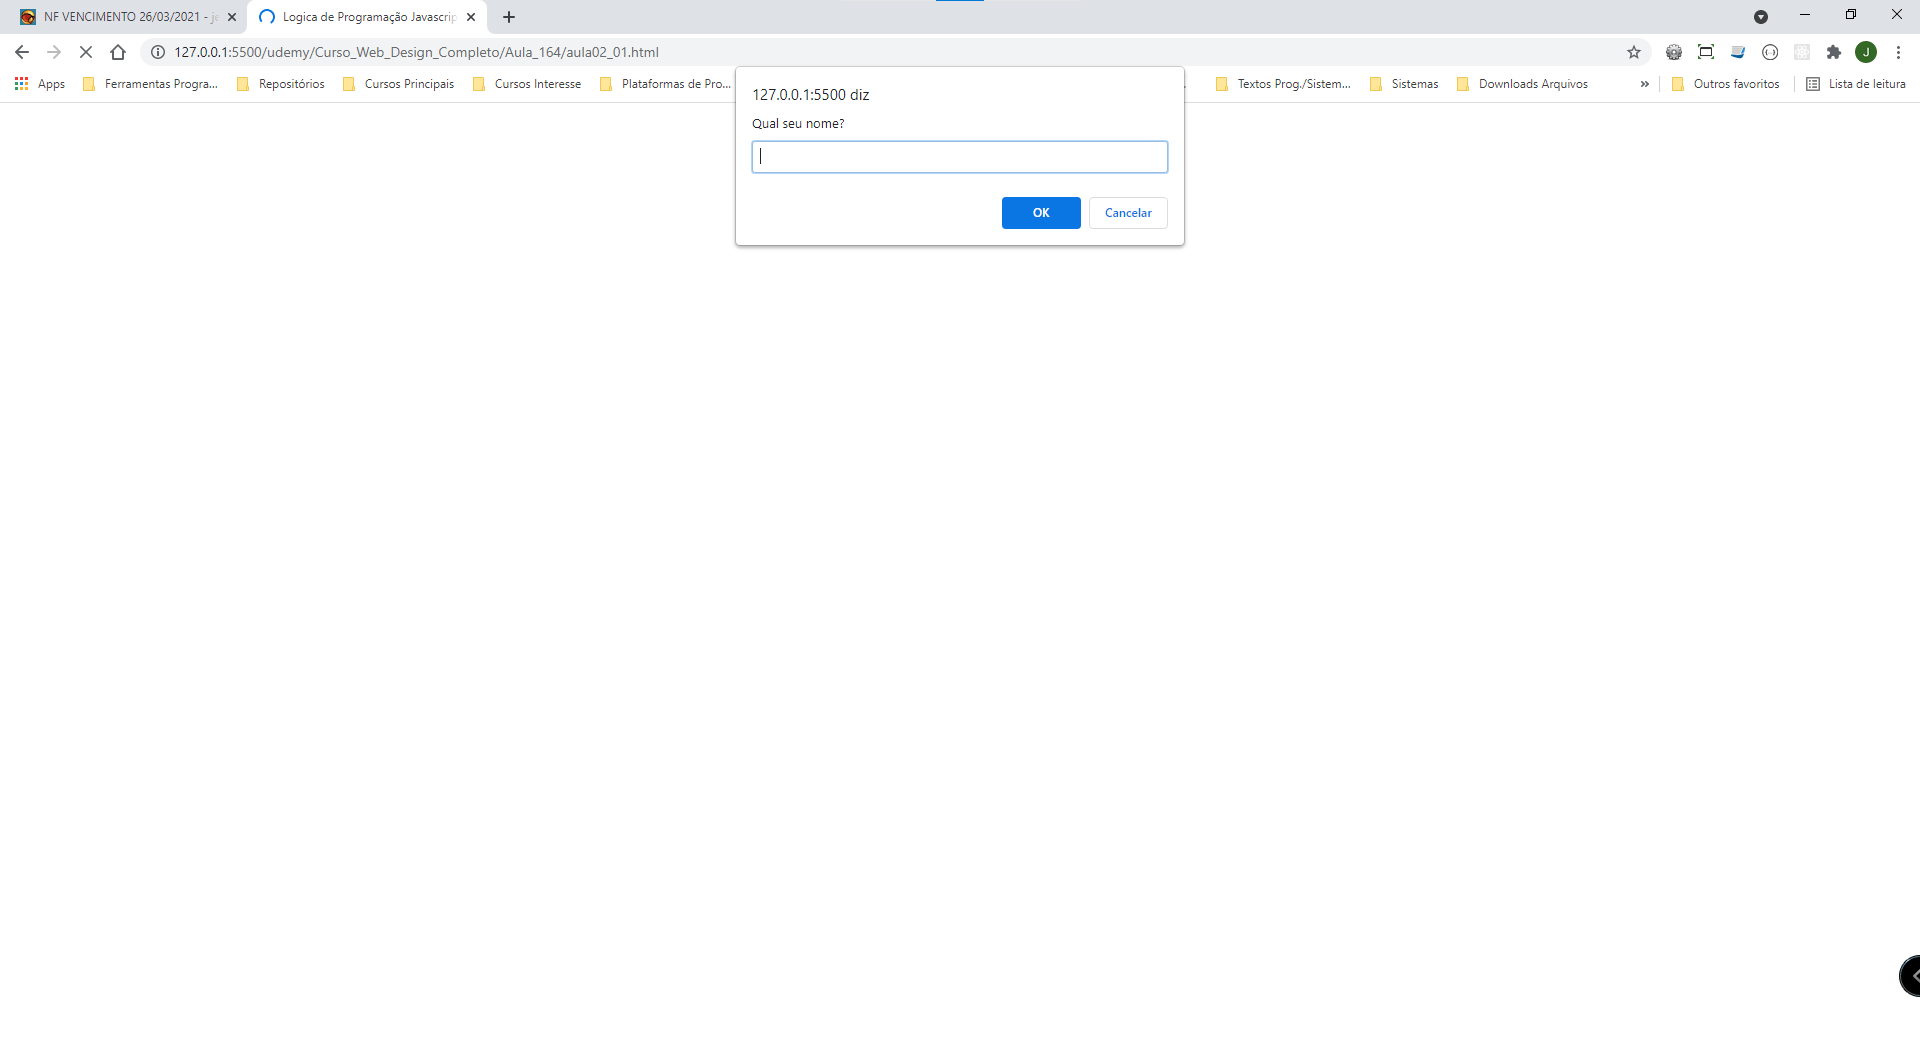 NF VENCIMENTO 26/03/2021 - je
Logica de Programação Javascrip
127.0.0.1:5500/udemy/Curso_Web_Design_Completo/Aula_164/aula02_01.html
J
Apps
Ferramentas Progra...
Repositórios
Cursos Principais
Cursos Interesse
Plataformas de Pro...
Textos Prog./Sistem...
Sistemas
Downloads Arquivos
»
Outros favoritos
Lista de leitura
127.0.0.1:5500 diz
Qual seu nome?
OK
Cancelar